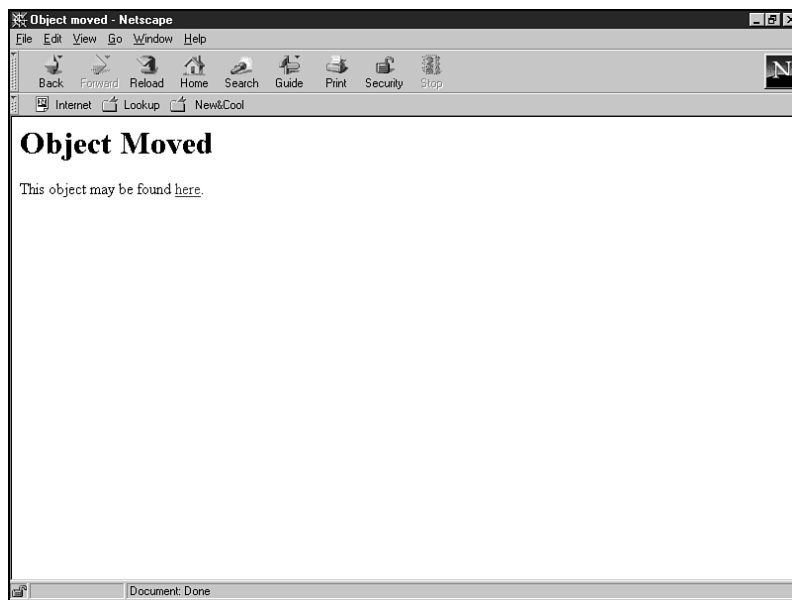 Object moved - Netscape
File Edit View Go Window Help
Back Forward Reload Home Search Guide Print Security Stop
N
Internet Lookup New&Cool
Object Moved
This object may be found here.
Document: Done